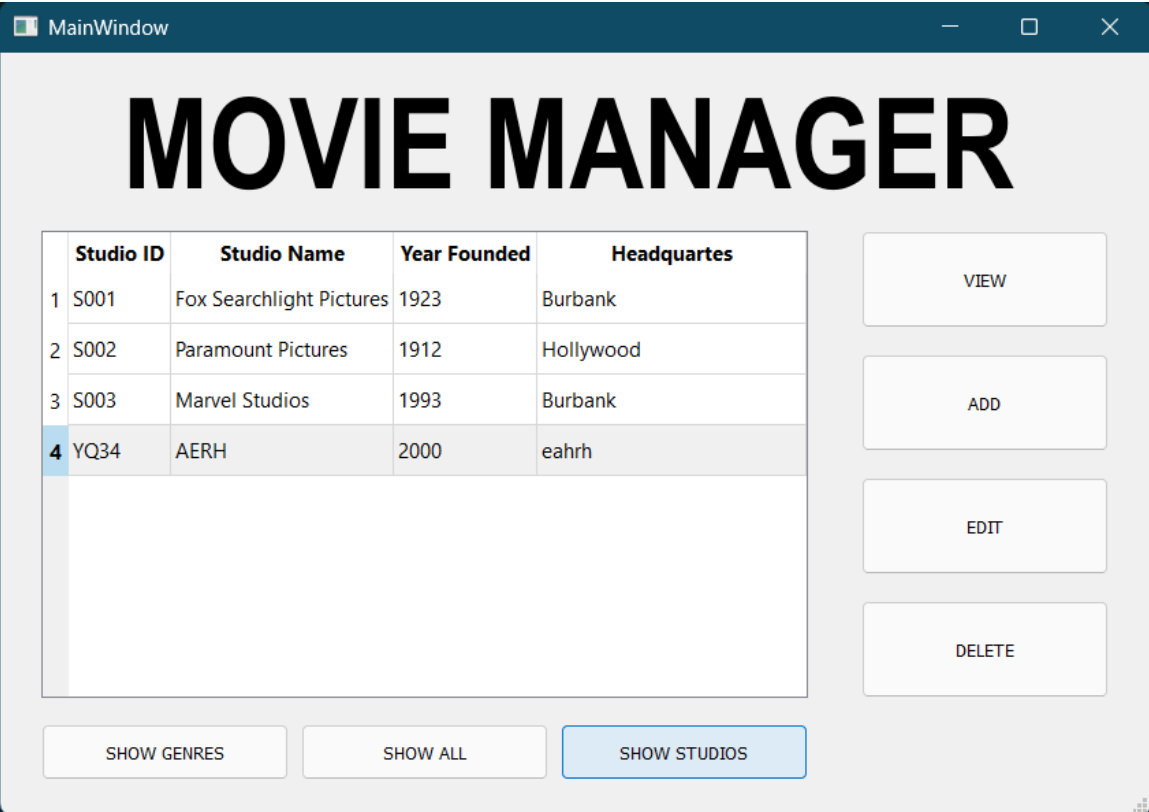 MainWindow
MOVIE MANAGER
Studio ID Studio Name Year Founded Headquartes
1 S001 Fox Searchlight Pictures 1923 Burbank
2 S002 Paramount Pictures 1912 Hollywood
3 S003 Marvel Studios 1993 Burbank
4 YQ34 AERH 2000 eahrh
VIEW
ADD
EDIT
DELETE
SHOW GENRES SHOW ALL SHOW STUDIOS